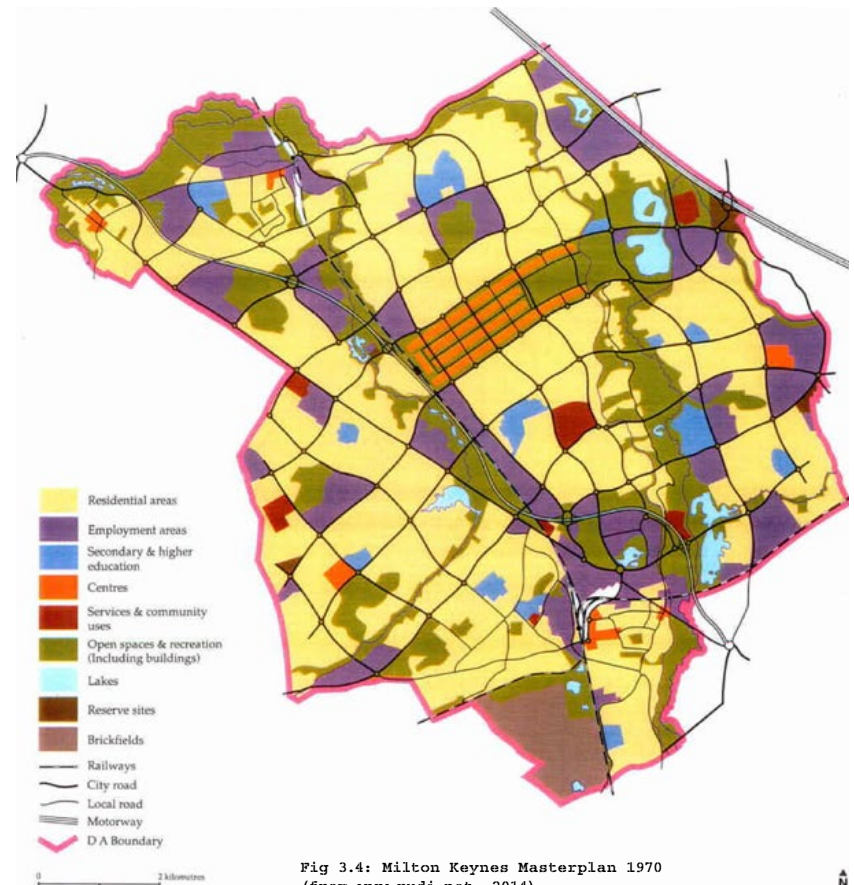 Residential areas
Employment areas
Secondary & higher
education
Centres
Services & community
uses
Open spaces & recreation
(Including buildings)
Lakes
Reserve sites
Brickfields
Railways
City road
Local road
Motorway
D A Boundary
0 2 kilometres
Fig 3.4: Milton Keynes Masterplan 1970
2014)
N